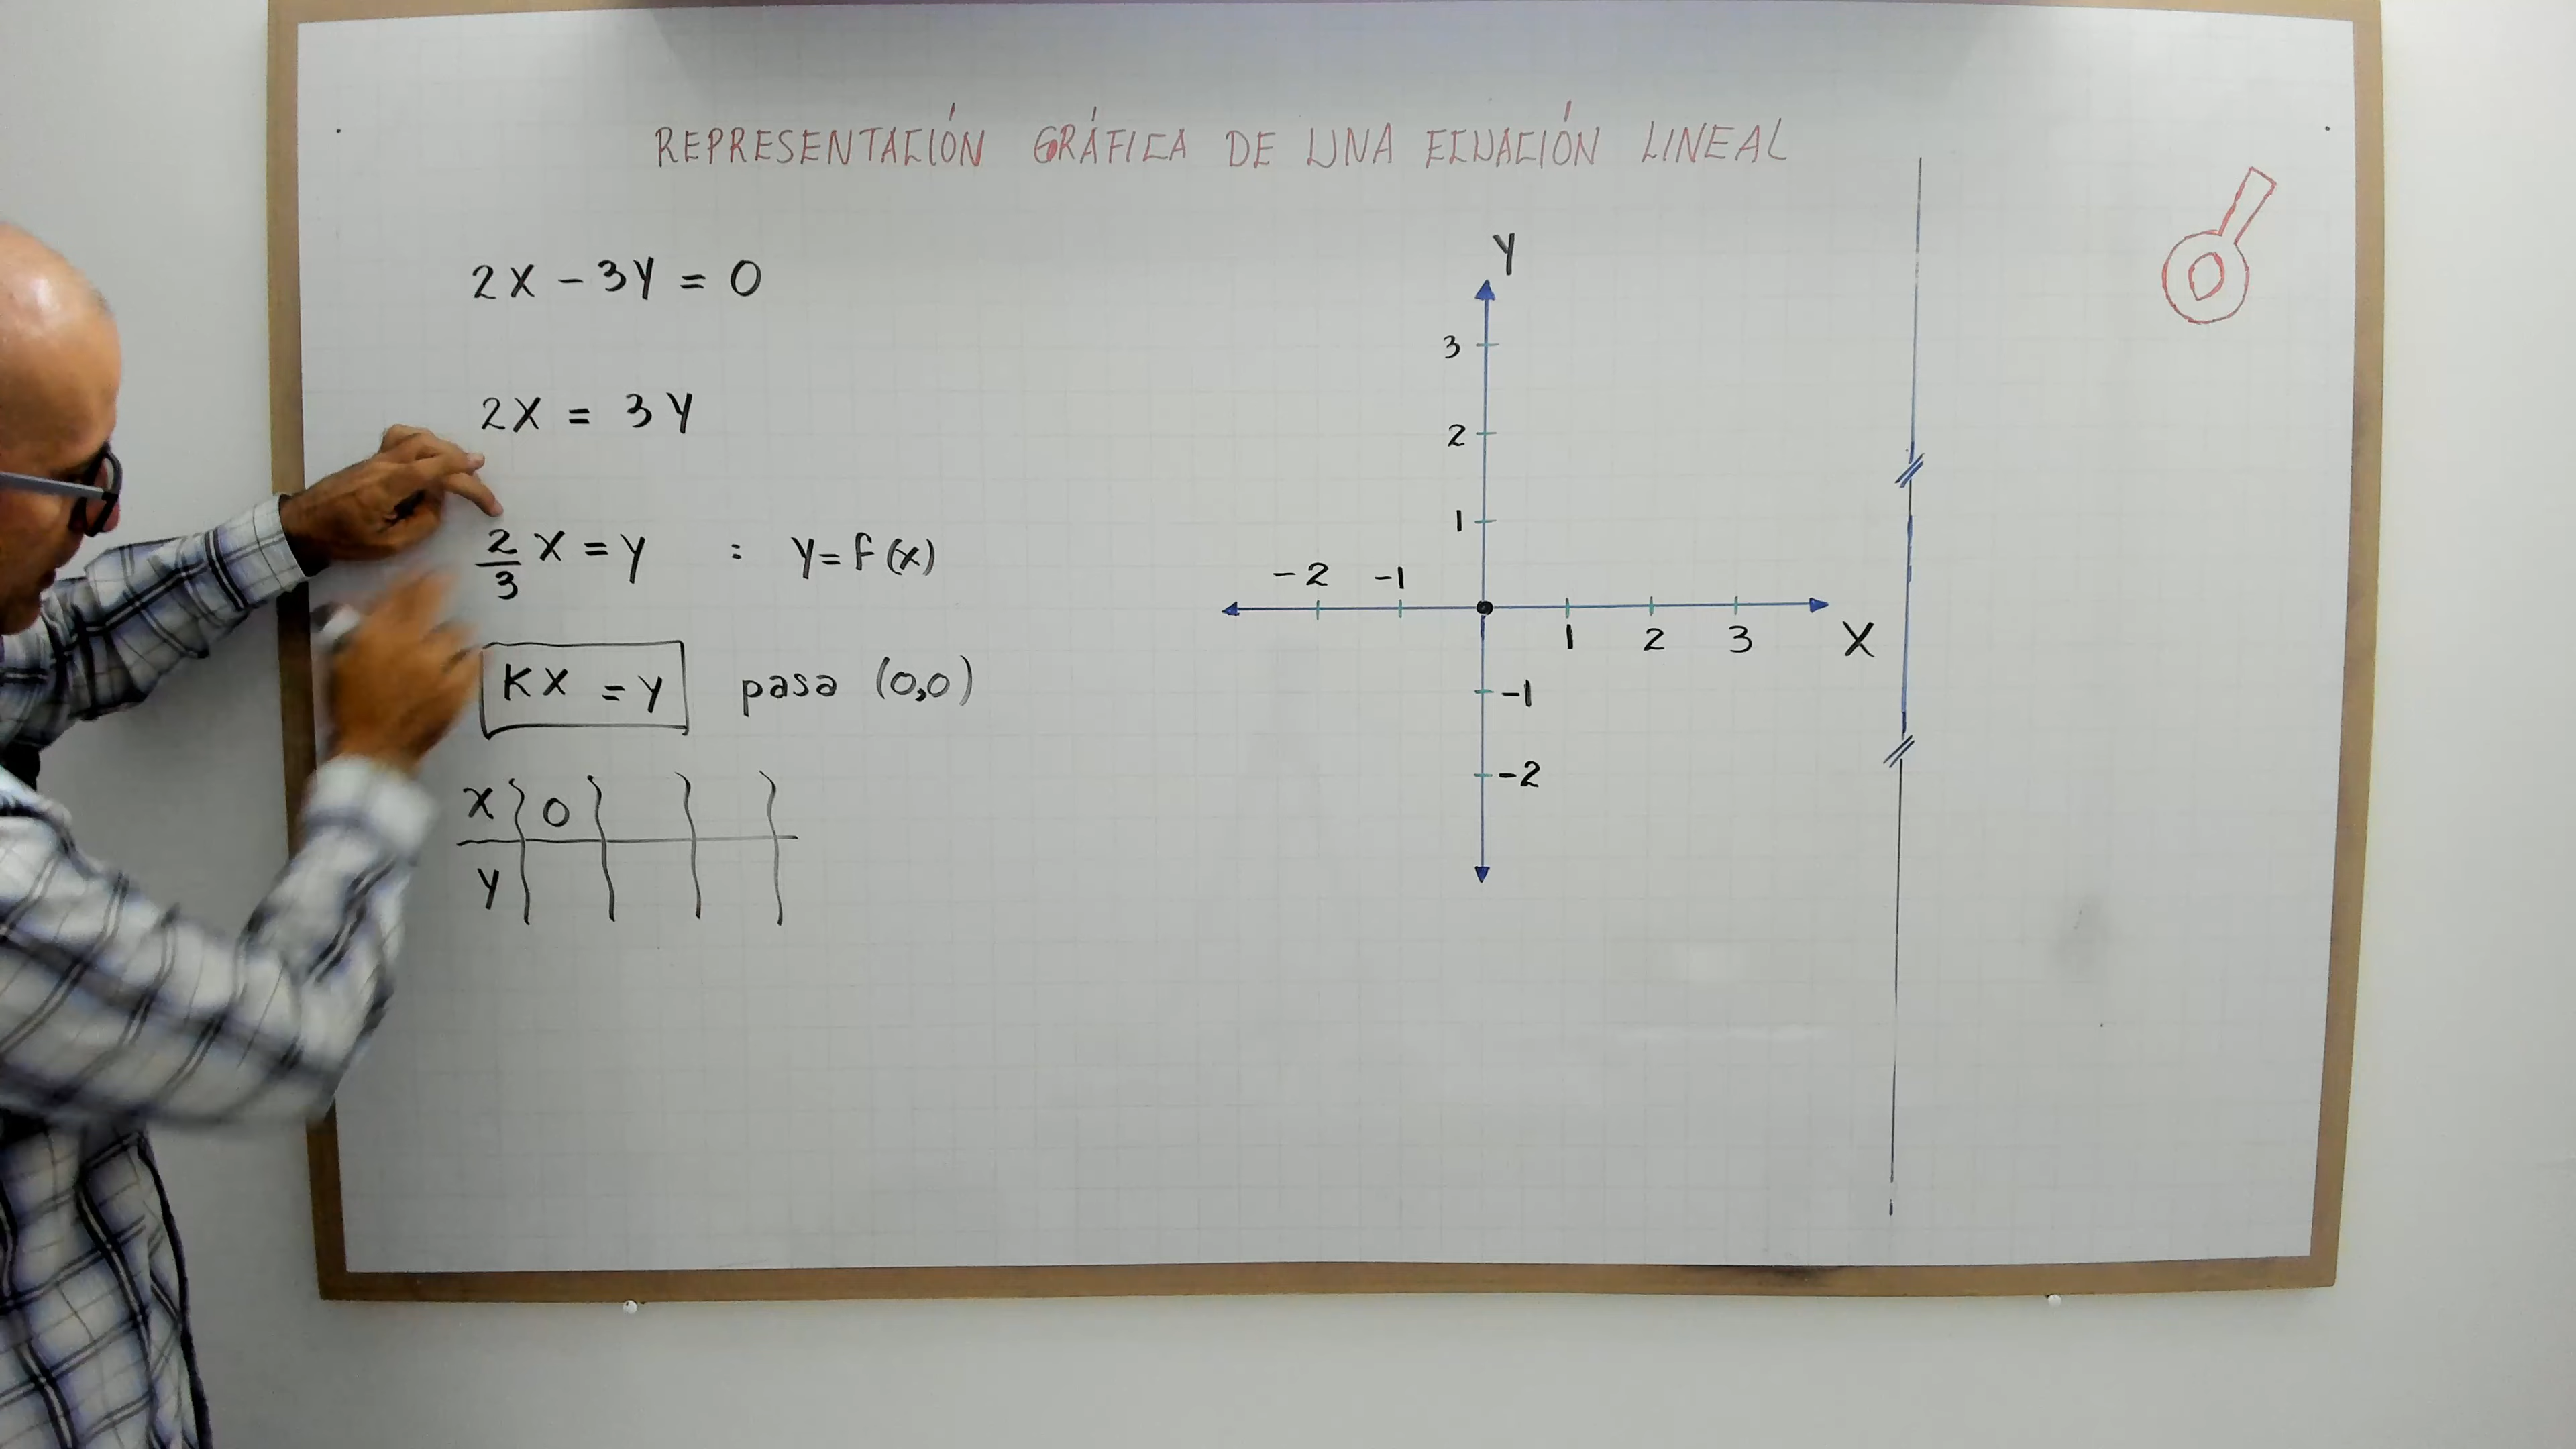 REPRESENTACIÓN GRÁFICA DE UNA ECUACIÓN LINEAL
2X - 3Y = 0
2X = 3Y
2/3 X = Y : Y = F(x)
KX = Y pasa (0,0)
X 0
Y
Y
3
2
1
-2 -1
1 2 3 X
-1
-2